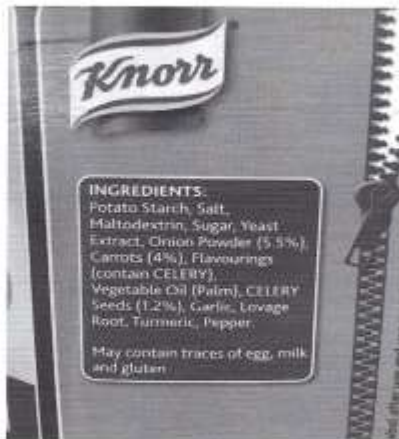 Knorr
INGREDIENTS:
Potato Starch, Salt,
Maltodextrin, Sugar, Yeast
Extract, Onion Powder (5.5%),
Carrots (4%), Flavourings
(contain CELERY),
Vegetable Oil (Palm), CELERY
Seeds (1.2%), Garlic, Lovage
Root, Turmeric, Pepper.
May contain traces of egg, milk
and gluten